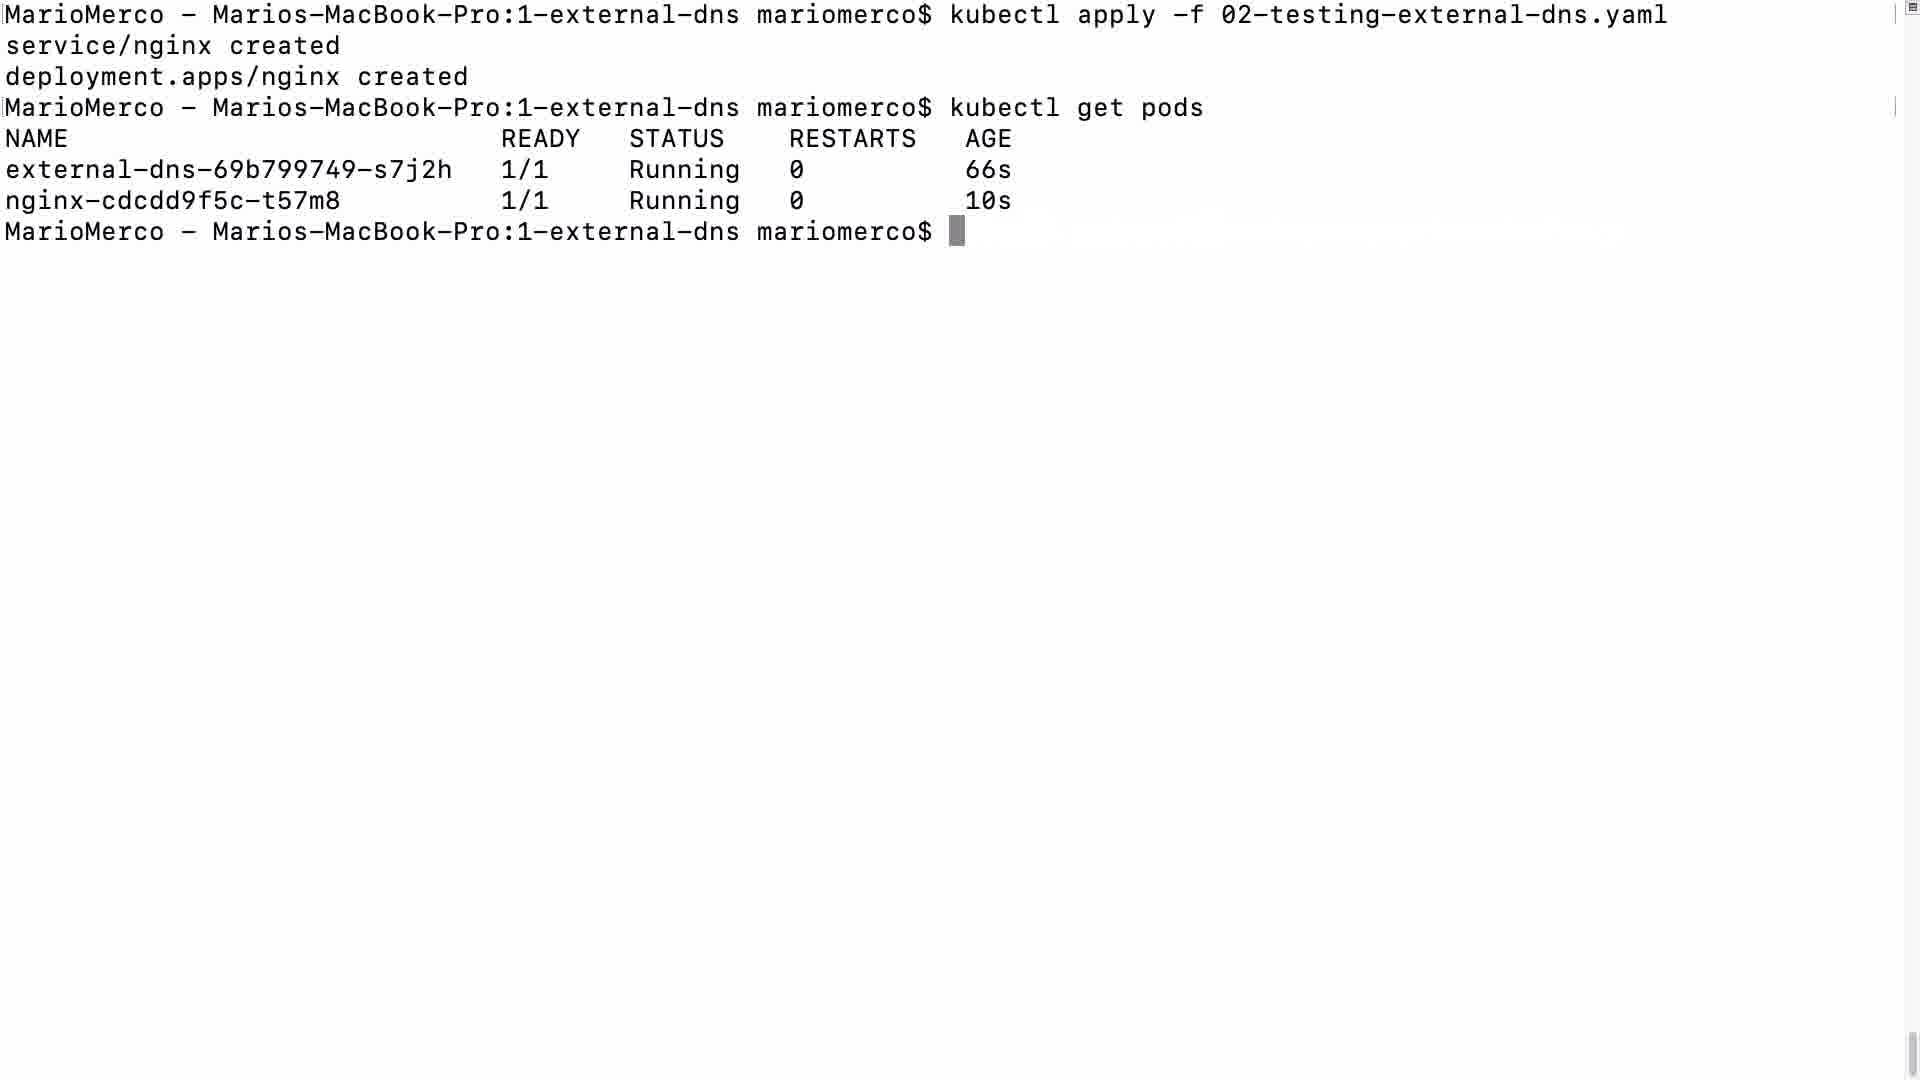 MarioMerco - Marios-MacBook-Pro:1-external-dns mariomerco$ kubectl apply -f 02-testing-external-dns.yaml
service/nginx created
deployment.apps/nginx created
MarioMerco - Marios-MacBook-Pro:1-external-dns mariomerco$ kubectl get pods
NAME READY STATUS RESTARTS AGE
external-dns-69b799749-s7j2h 1/1 Running 0 66s
nginx-cdcdd9f5c-t57m8 1/1 Running 0 10s
MarioMerco - Marios-MacBook-Pro:1-external-dns mariomerco$